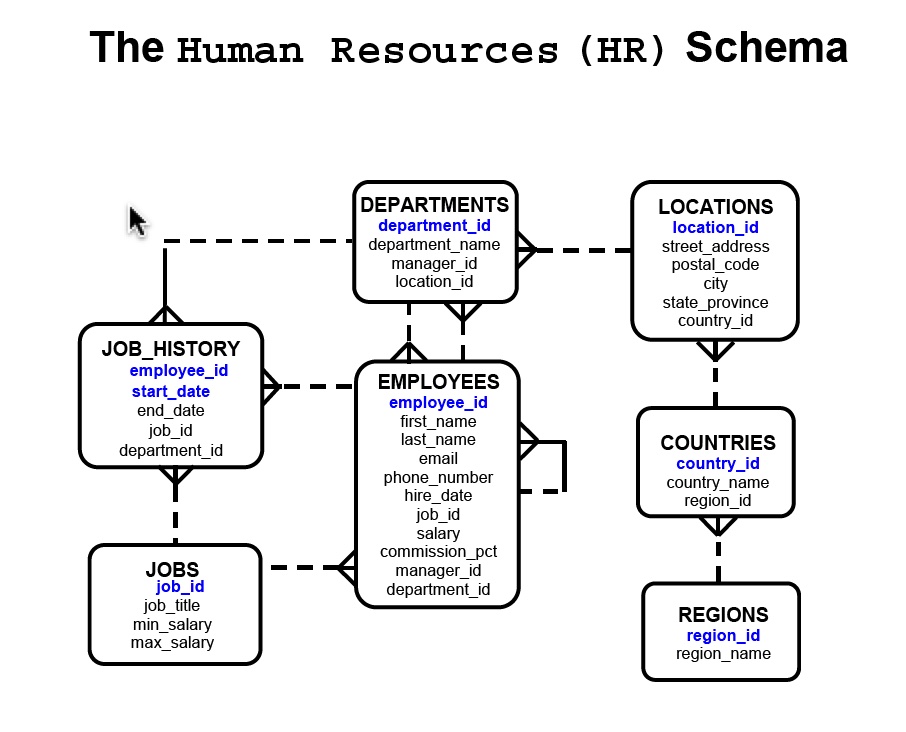 The Human Resources (HR) Schema
DEPARTMENTS
department_id
department_name
manager_id
location_id
LOCATIONS
location_id
street_address
postal_code
city
state_province
country_id
JOB_HISTORY
employee_id
start_date
end_date
job_id
department_id
EMPLOYEES
employee_id
first_name
last_name
email
phone_number
hire_date
job_id
salary
commission_pct
manager_id
department_id
COUNTRIES
country_id
country_name
region_id
JOBS
job_id
job_title
min_salary
max_salary
REGIONS
region_id
region_name